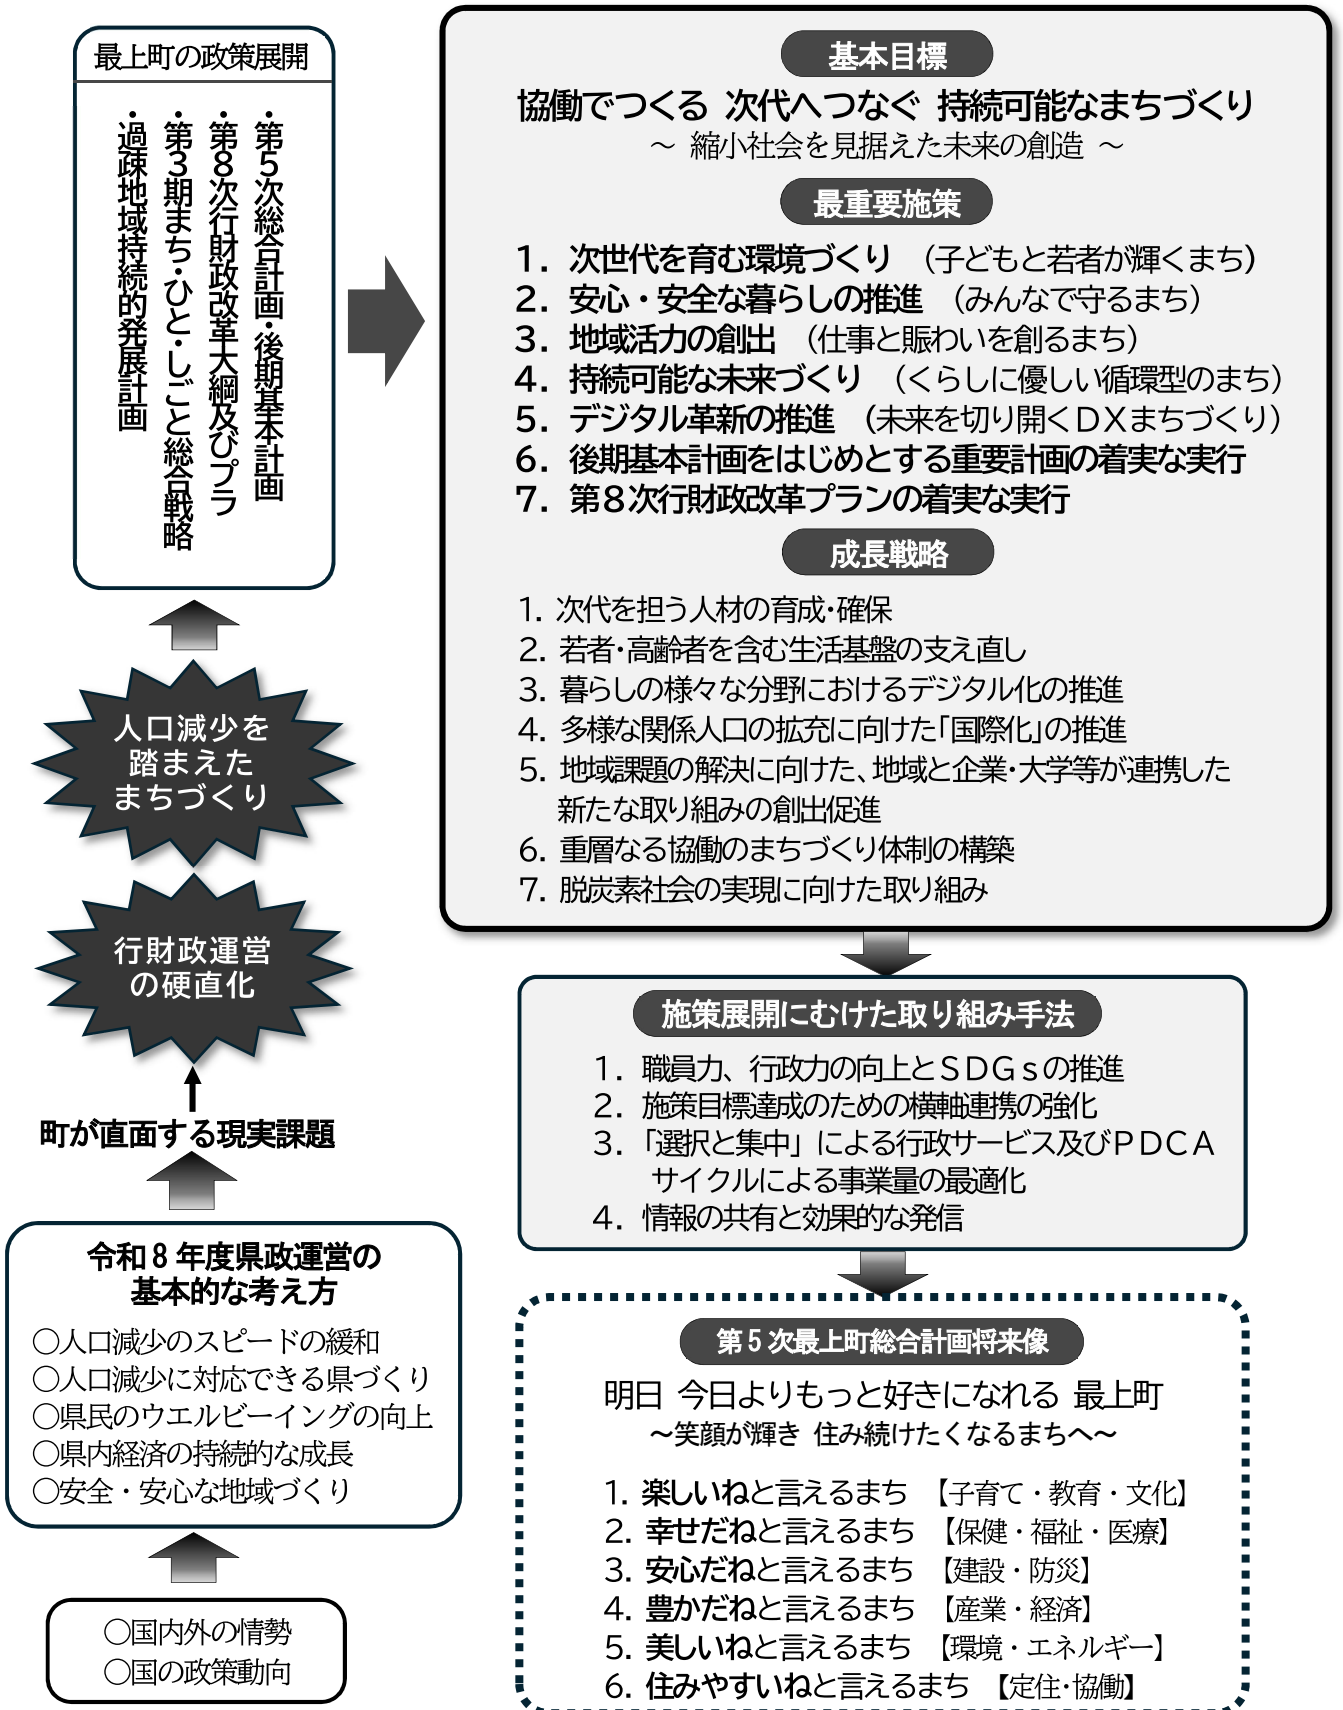 最上町の政策展開
・第５次総合計画・後期基本計画
・第８次行財政改革大綱及びプラ
・第３期まち・ひと・しごと総合戦略
・過疎地域持続的発展計画
人口減少を
踏まえた
まちづくり
行財政運営
の硬直化
町が直面する現実課題
令和８年度県政運営の
基本的な考え方
〇人口減少のスピードの緩和
〇人口減少に対応できる県づくり
〇県民のウエルビーイングの向上
〇県内経済の持続的な成長
〇安全・安心な地域づくり
〇国内外の情勢
〇国の政策動向
基本目標
協働でつくる 次代へつなぐ 持続可能なまちづくり
～ 縮小社会を見据えた未来の創造 ～
最重要施策
１．次世代を育む環境づくり （子どもと若者が輝くまち）
２．安心・安全な暮らしの推進 （みんなで守るまち）
３．地域活力の創出 （仕事と賑わいを創るまち）
４．持続可能な未来づくり （くらしに優しい循環型のまち）
５．デジタル革新の推進 （未来を切り開くＤＸまちづくり）
６．後期基本計画をはじめとする重要計画の着実な実行
７．第８次行財政改革プランの着実な実行
成長戦略
1. 次代を担う人材の育成・確保
2. 若者・高齢者を含む生活基盤の支え直し
3. 暮らしの様々な分野におけるデジタル化の推進
4. 多様な関係人口の拡充に向けた「国際化」の推進
5. 地域課題の解決に向けた、地域と企業・大学等が連携した
新たな取り組みの創出促進
6. 重層なる協働のまちづくり体制の構築
7. 脱炭素社会の実現に向けた取り組み
施策展開にむけた取り組み手法
１．職員力、行政力の向上とＳＤＧｓの推進
２．施策目標達成のための横軸連携の強化
３．「選択と集中」による行政サービス及びＰＤＣＡ
サイクルによる事業量の最適化
４．情報の共有と効果的な発信
第５次最上町総合計画将来像
明日 今日よりもっと好きになれる 最上町
～笑顔が輝き 住み続けたくなるまちへ～
1. 楽しいねと言えるまち 【子育て・教育・文化】
2. 幸せだねと言えるまち 【保健・福祉・医療】
3. 安心だねと言えるまち 【建設・防災】
4. 豊かだねと言えるまち 【産業・経済】
5. 美しいねと言えるまち 【環境・エネルギー】
6. 住みやすいねと言えるまち 【定住・協働】